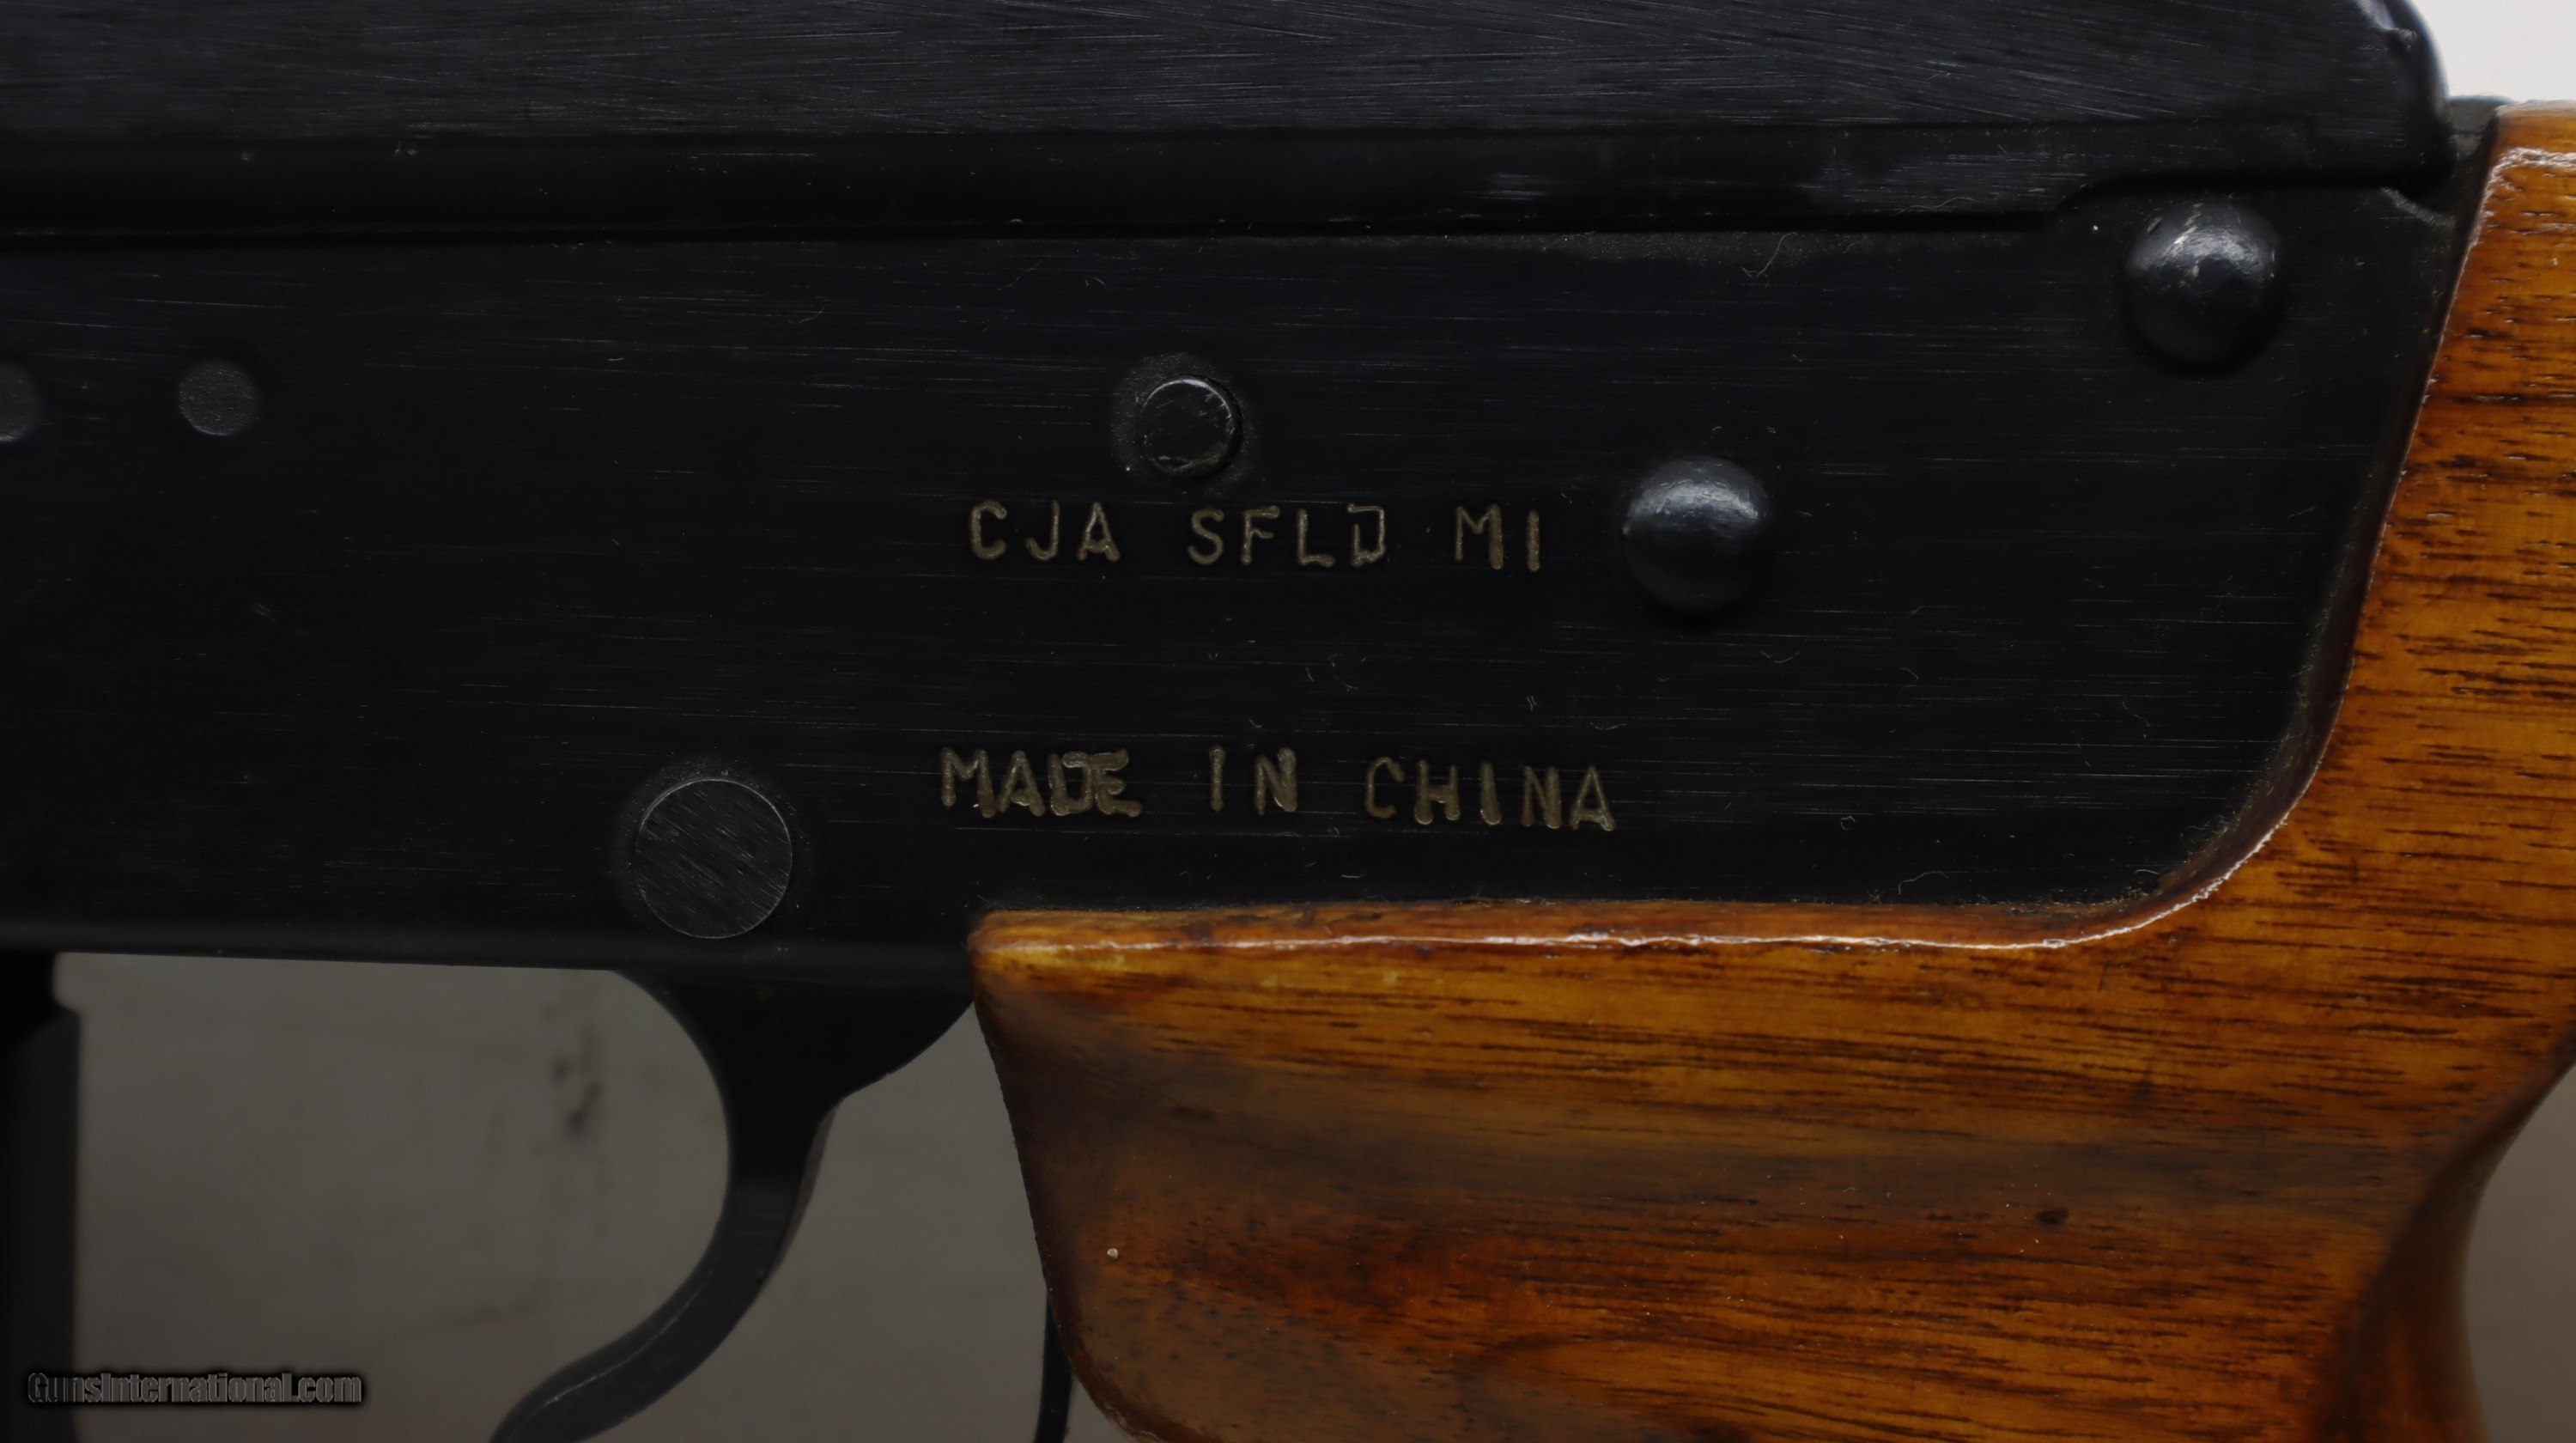 CJA SFLD MI
MADE IN CHINA
GunsInternational.com